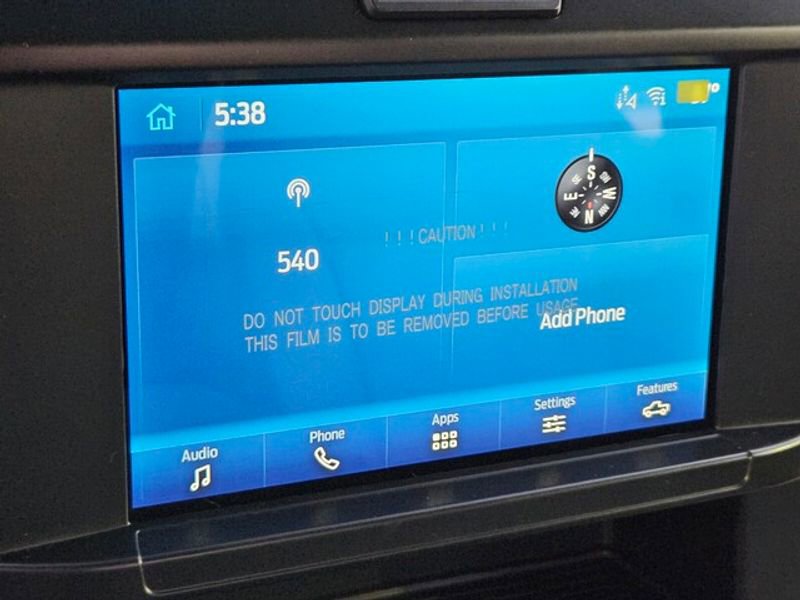 5:38
S
E W
N
540
! ! ! CAUTION ! ! !
DO NOT TOUCH DISPLAY DURING INSTALLATION
THIS FILM IS TO BE REMOVED BEFORE USAGE
Add Phone
Audio
Phone
Apps
Settings
Features